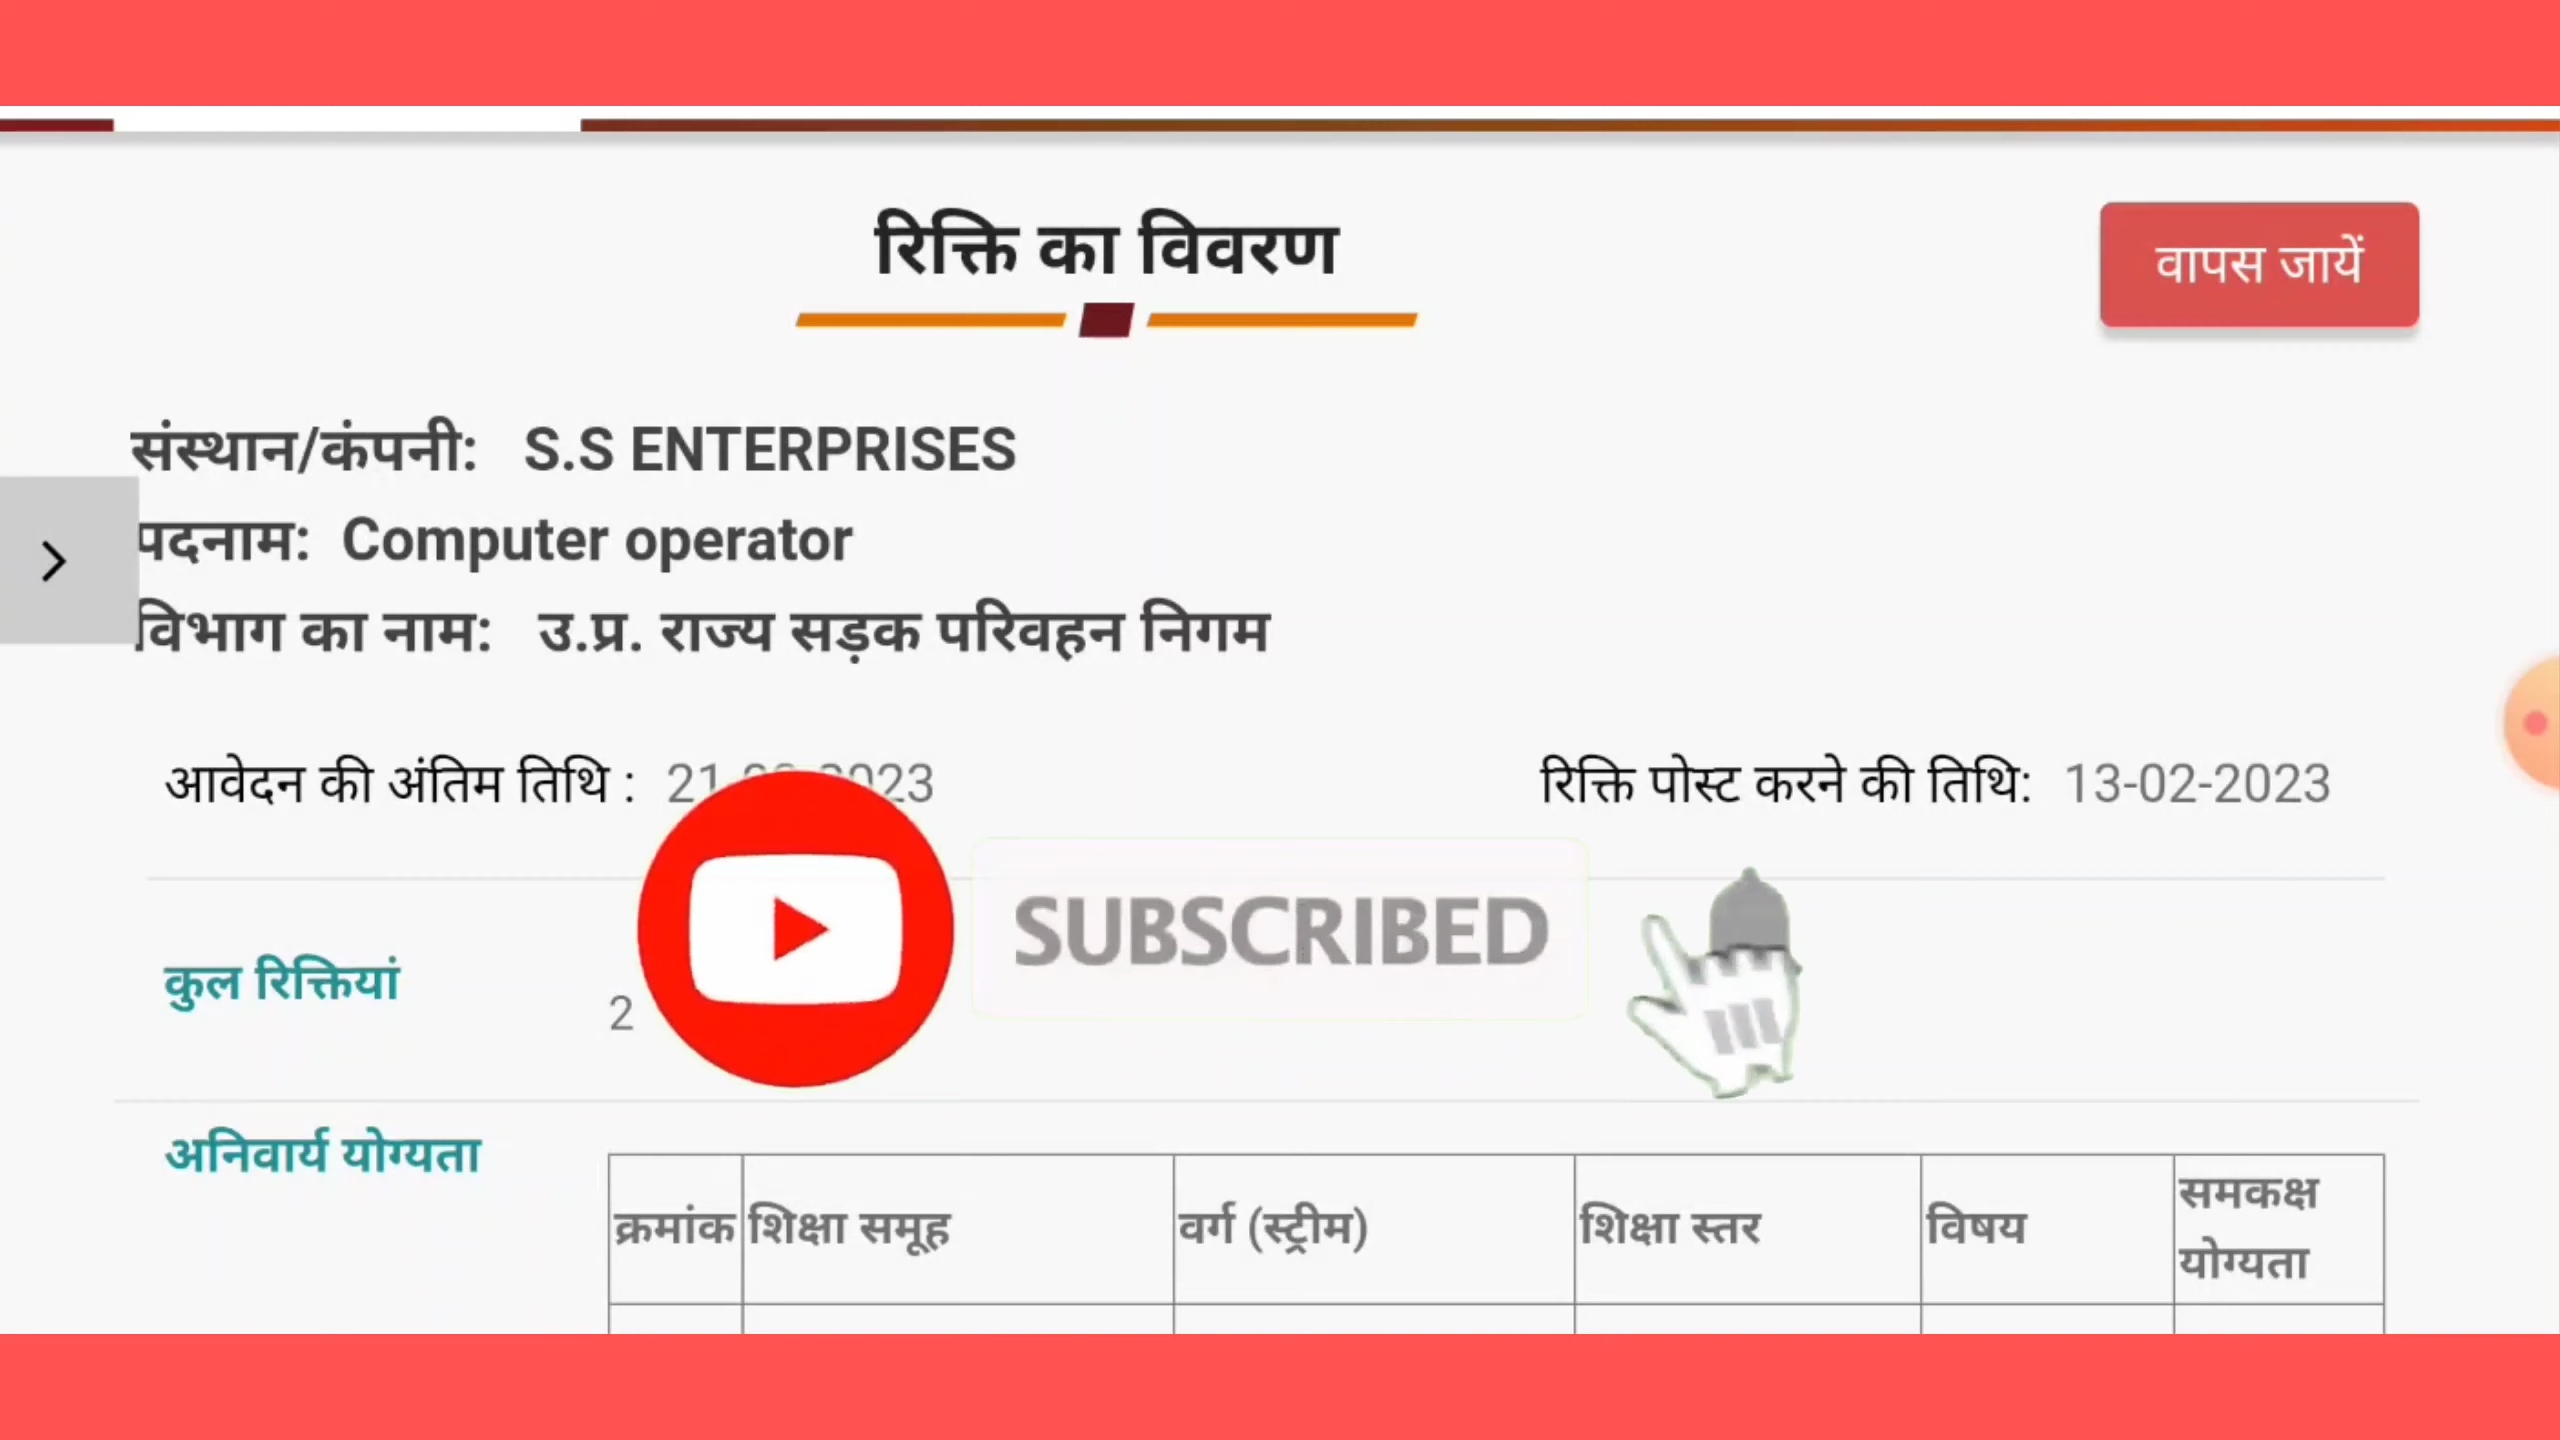 रिक्ति का विवरण
वापस जायें
संस्थान/कंपनी: S.S ENTERPRISES
पदनाम: Computer operator
विभाग का नाम: उ.प्र. राज्य सड़क परिवहन निगम
आवेदन की अंतिम तिथि :
रिक्ति पोस्ट करने की तिथि: 13-02-2023
SUBSCRIBED
कुल रिक्तियां
2
अनिवार्य योग्यता
क्रमांक शिक्षा समूह वर्ग (स्ट्रीम) शिक्षा स्तर विषय समकक्ष योग्यता